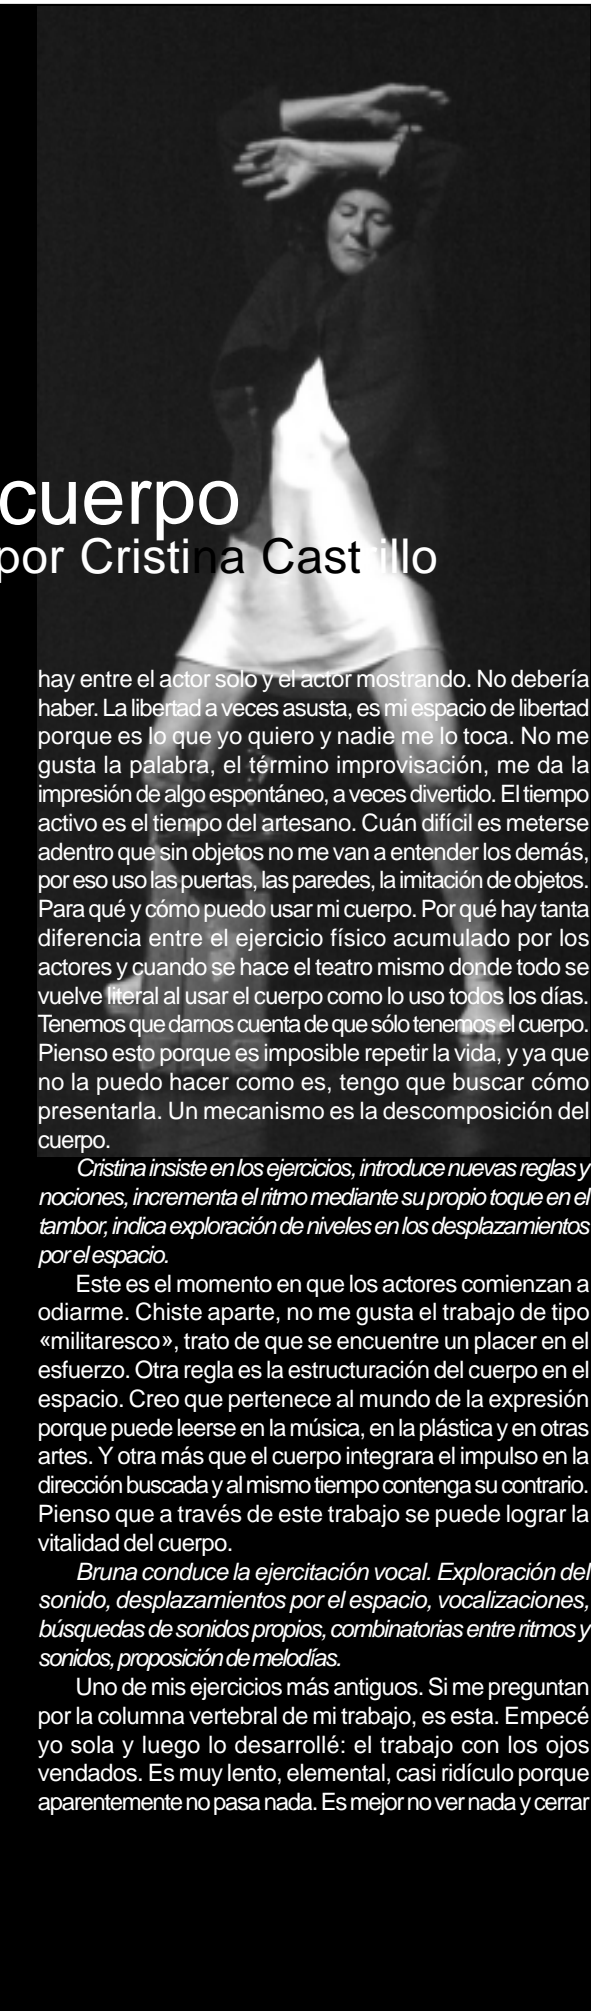 cuerpo
por Cristina Castrillo
hay entre el actor solo y el actor mostrando. No debería
haber. La libertad a veces asusta, es mi espacio de libertad
porque es lo que yo quiero y nadie me lo toca. No me
gusta la palabra, el término improvisación, me da la
impresión de algo espontáneo, a veces divertido. El tiempo
activo es el tiempo del artesano. Cuán difícil es meterse
adentro que sin objetos no me van a entender los demás,
por eso uso las puertas, las paredes, la imitación de objetos.
Para qué y cómo puedo usar mi cuerpo. Por qué hay tanta
diferencia entre el ejercicio físico acumulado por los
actores y cuando se hace el teatro mismo donde todo se
vuelve literal al usar el cuerpo como lo uso todos los días.
Tenemos que darnos cuenta de que sólo tenemos el cuerpo.
Pienso esto porque es imposible repetir la vida, y ya que
no la puedo hacer como es, tengo que buscar cómo
presentarla. Un mecanismo es la descomposición del
cuerpo.
Cristina insiste en los ejercicios, introduce nuevas reglas y
nociones, incrementa el ritmo mediante su propio toque en el
tambor, indica exploración de niveles en los desplazamientos
por el espacio.
Este es el momento en que los actores comienzan a
odiarme. Chiste aparte, no me gusta el trabajo de tipo
«militaresco», trato de que se encuentre un placer en el
esfuerzo. Otra regla es la estructuración del cuerpo en el
espacio. Creo que pertenece al mundo de la expresión
porque puede leerse en la música, en la plástica y en otras
artes. Y otra más que el cuerpo integrara el impulso en la
dirección buscada y al mismo tiempo contenga su contrario.
Pienso que a través de este trabajo se puede lograr la
vitalidad del cuerpo.
Bruna conduce la ejercitación vocal. Exploración del
sonido, desplazamientos por el espacio, vocalizaciones,
búsquedas de sonidos propios, combinatorias entre ritmos y
sonidos, proposición de melodías.
Uno de mis ejercicios más antiguos. Si me preguntan
por la columna vertebral de mi trabajo, es esta. Empecé
yo sola y luego lo desarrollé: el trabajo con los ojos
vendados. Es muy lento, elemental, casi ridículo porque
aparentemente no pasa nada. Es mejor no ver nada y cerrar